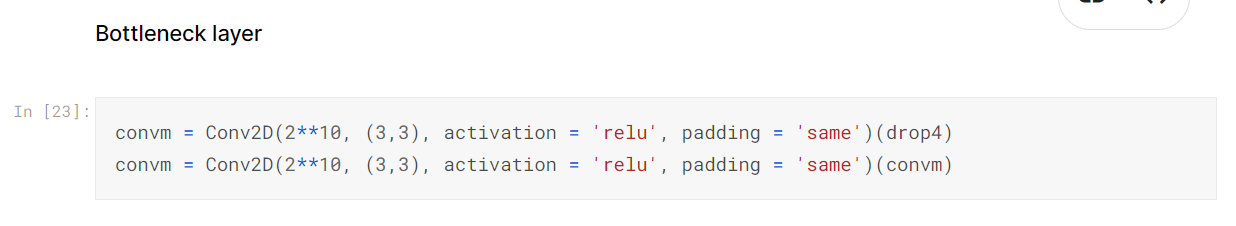 Bottleneck layer
In [23]:
convm = Conv2D(2**10, (3,3), activation = 'relu', padding = 'same')(drop4)
convm = Conv2D(2**10, (3,3), activation = 'relu', padding = 'same')(convm)